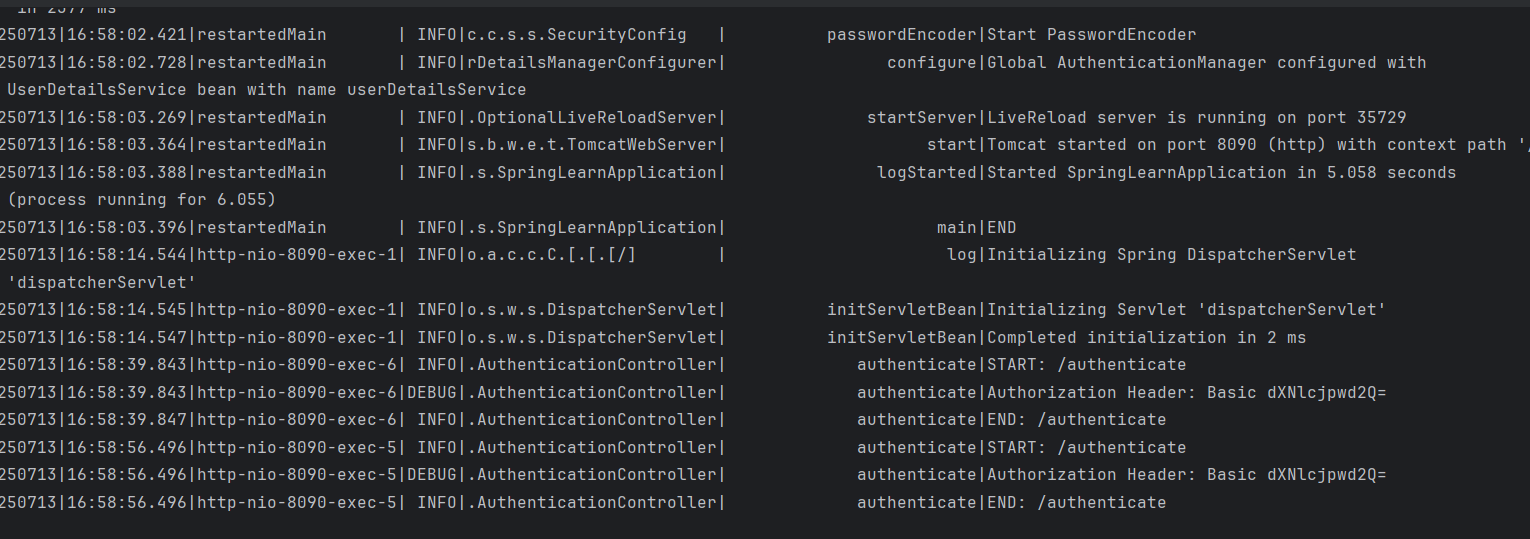 in 2377 ms
250713|16:58:02.421|restartedMain       | INFO|c.c.s.s.SecurityConfig   |          passwordEncoder|Start PasswordEncoder
250713|16:58:02.728|restartedMain       | INFO|rDetailsManagerConfigurer|                configure|Global AuthenticationManager configured with
UserDetailsService bean with name userDetailsService
250713|16:58:03.269|restartedMain       | INFO|.OptionalLiveReloadServer|              startServer|LiveReload server is running on port 35729
250713|16:58:03.364|restartedMain       | INFO|s.b.w.e.t.TomcatWebServer|                    start|Tomcat started on port 8090 (http) with context path '/
250713|16:58:03.388|restartedMain       | INFO|.s.SpringLearnApplication|               logStarted|Started SpringLearnApplication in 5.058 seconds
(process running for 6.055)
250713|16:58:03.396|restartedMain       | INFO|.s.SpringLearnApplication|                     main|END
250713|16:58:14.544|http-nio-8090-exec-1| INFO|o.a.c.c.C.[.[.[/]        |                      log|Initializing Spring DispatcherServlet
'dispatcherServlet'
250713|16:58:14.545|http-nio-8090-exec-1| INFO|o.s.w.s.DispatcherServlet|          initServletBean|Initializing Servlet 'dispatcherServlet'
250713|16:58:14.547|http-nio-8090-exec-1| INFO|o.s.w.s.DispatcherServlet|          initServletBean|Completed initialization in 2 ms
250713|16:58:39.843|http-nio-8090-exec-6| INFO|.AuthenticationController|             authenticate|START: /authenticate
250713|16:58:39.843|http-nio-8090-exec-6|DEBUG|.AuthenticationController|             authenticate|Authorization Header: Basic dXNlcjpwd2Q=
250713|16:58:39.847|http-nio-8090-exec-6| INFO|.AuthenticationController|             authenticate|END: /authenticate
250713|16:58:56.496|http-nio-8090-exec-5| INFO|.AuthenticationController|             authenticate|START: /authenticate
250713|16:58:56.496|http-nio-8090-exec-5|DEBUG|.AuthenticationController|             authenticate|Authorization Header: Basic dXNlcjpwd2Q=
250713|16:58:56.496|http-nio-8090-exec-5| INFO|.AuthenticationController|             authenticate|END: /authenticate